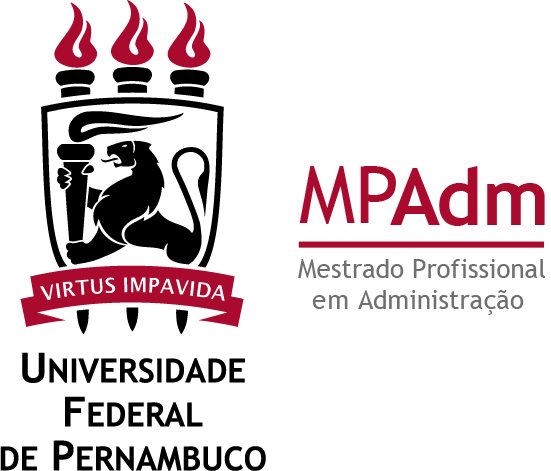 VIRTUS IMPAVIDA
UNIVERSIDADE
FEDERAL
DE PERNAMBUCO
MPAdm
Mestrado Profissional
em Administração